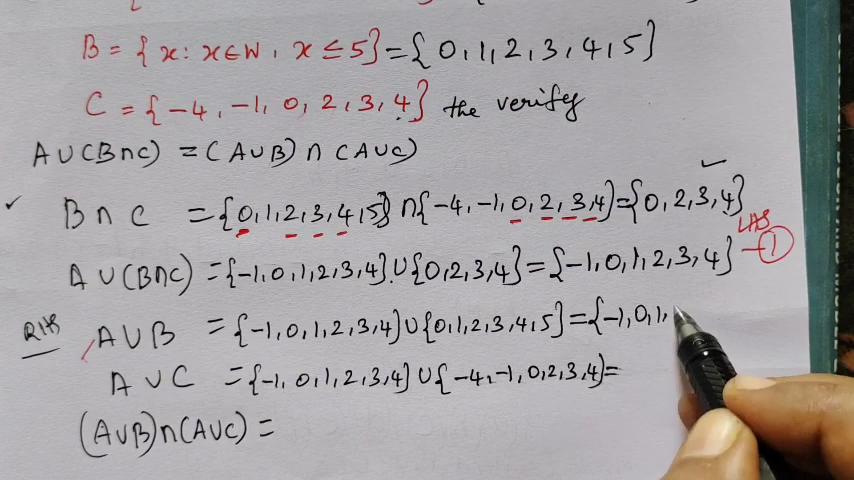 B = { x : x∈W, x ≤ 5} = { 0, 1, 2, 3, 4, 5 }
C = {-4, -1, 0, 2, 3, 4} the verify
A∪(B∩C) = (A∪B) ∩ (A∪C)
✓ B∩C = {0,1,2,3,4,5}} ∩{-4,-1,0,2,3,4}={0,2,3,4} ✓
A∪(B∩C) = {-1,0,1,2,3,4}∪{0,2,3,4} = {-1,0,1,2,3,4} LHS —①
RHS A∪B = {-1,0,1,2,3,4}∪{0,1,2,3,4,5}={-1,0,1,
A∪C = {-1,0,1,2,3,4}∪{-4,-1,0,2,3,4}=
(A∪B)∩(A∪C) =